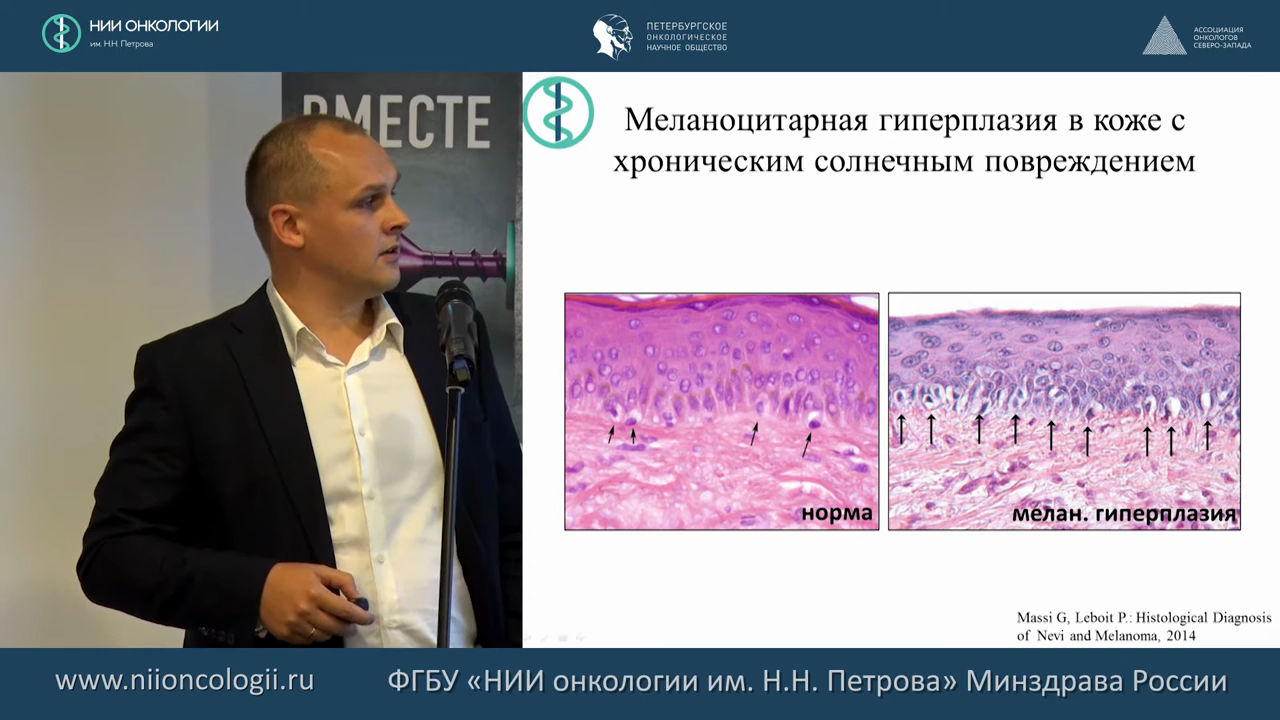 НИИ ОНКОЛОГИИ
им. Н.Н. Петрова
ПЕТЕРБУРГСКОЕ
ОНКОЛОГИЧЕСКОЕ
НАУЧНОЕ ОБЩЕСТВО
АССОЦИАЦИЯ
ОНКОЛОГОВ
СЕВЕРО-ЗАПАДА
ВМЕСТЕ
Меланоцитарная гиперплазия в коже с
хроническим солнечным повреждением
норма
мелан. гиперплазия
Massi G, Leboit P.: Histological Diagnosis
of Nevi and Melanoma, 2014
www.niioncologii.ru
ФГБУ «НИИ онкологии им. Н.Н. Петрова» Минздрава России